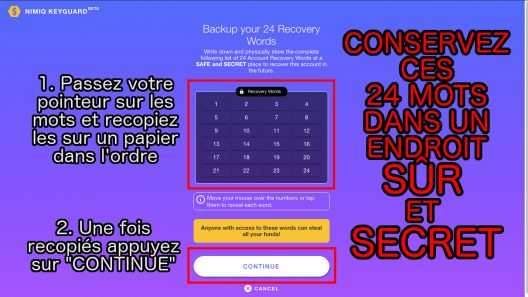 NIMIQ KEYGUARD BETA
Backup your 24 Recovery
Words
Write down and physically store the complete
following list of 24 Account Recovery Words at a
SAFE and SECRET place to recover this account in
the future.
Recovery Words
1 2 3 4
5 6 7 8
9 10 11 12
13 14 15 16
17 18 19 20
21 22 23 24
Move your mouse over the numbers or tap
them to reveal each word.
Anyone with access to these words can steal
all your funds!
CONTINUE
CANCEL
1. Passez votre
pointeur sur les
mots et recopiez
les sur un papier
dans l'ordre
2. Une fois
recopiés appuyez
sur "CONTINUE"
CONSERVEZ
CES
24 MOTS
DANS UN
ENDROIT
SÛR
ET
SECRET